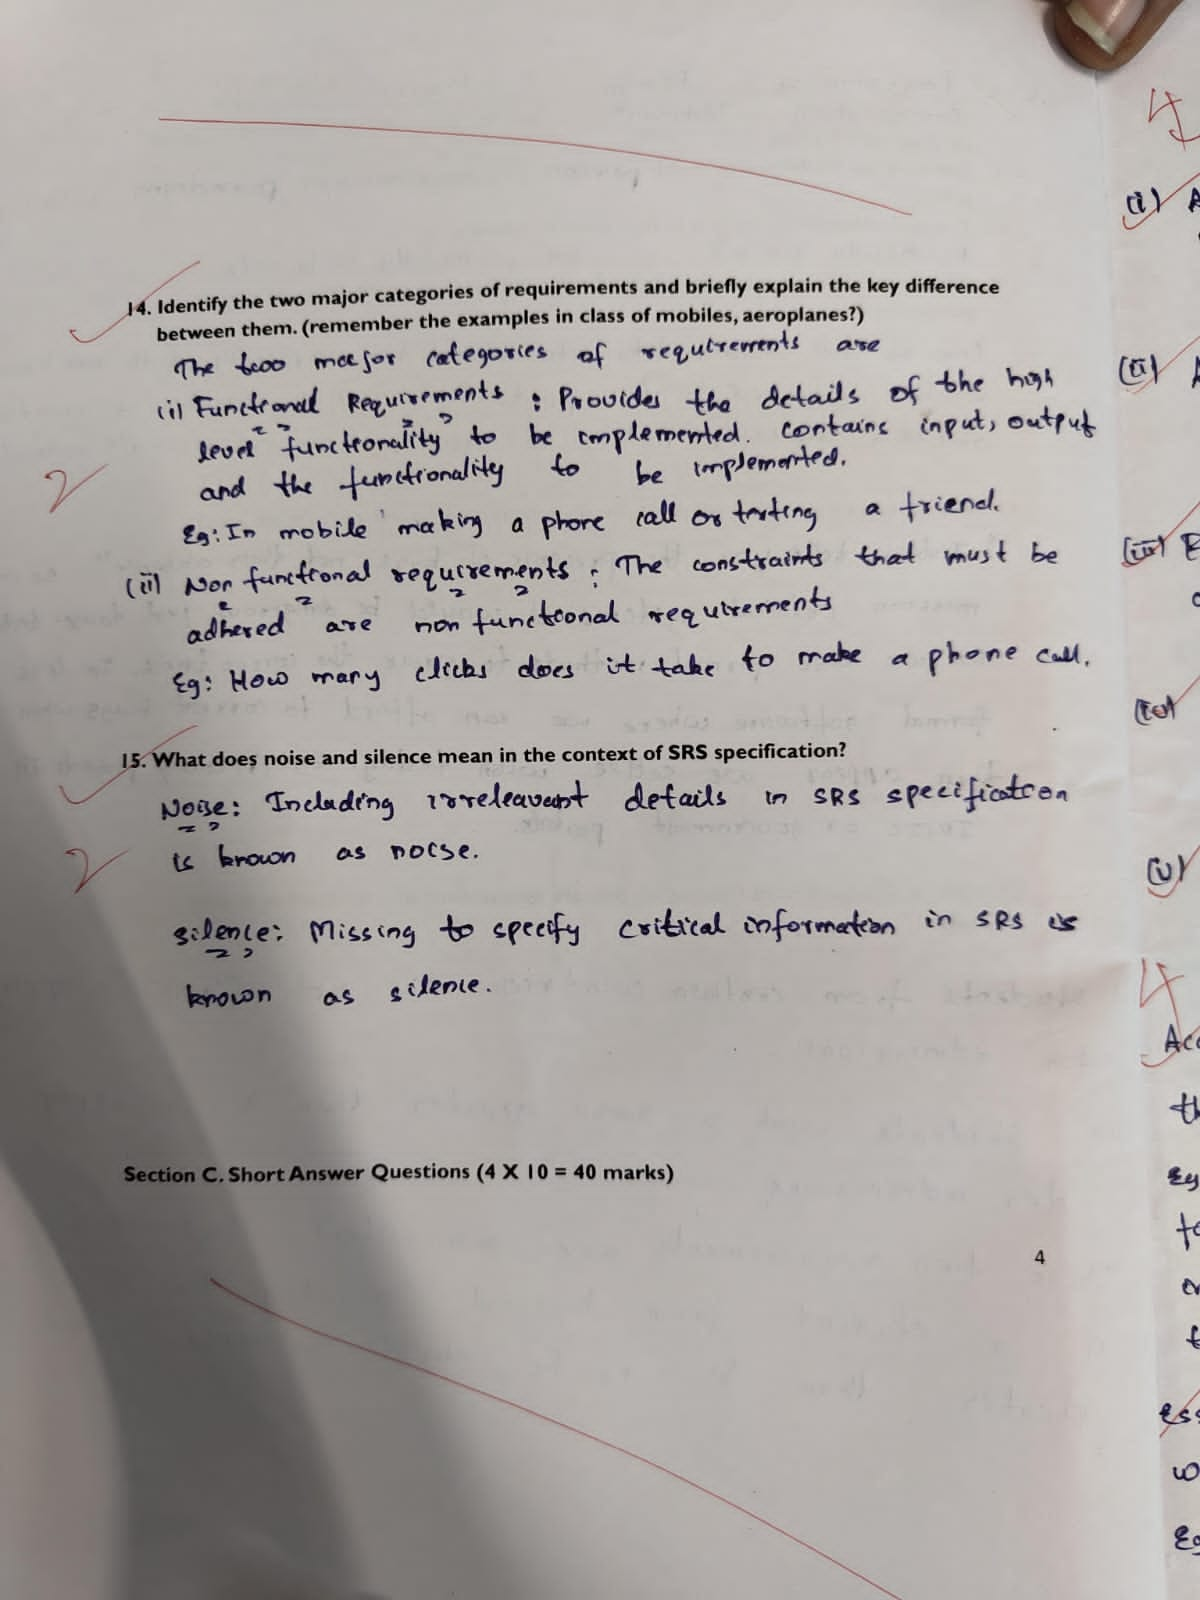 14. Identify the two major categories of requirements and briefly explain the key difference
between them. (remember the examples in class of mobiles, aeroplanes?)
The two major categories of requirements are
(i) Functional Requirements : Provides the details of the high
level functionality to be implemented. contains input, output
and the functionality to be implemented.
Eg: In mobile making a phone call or texting a friend.
(ii) Non functional requirements : The constraints that must be
adhered are non functional requirements
Eg: How many clicks does it take to make a phone call.
2
15. What does noise and silence mean in the context of SRS specification?
Noise: Including irreleavant details in SRS specification
is known as noise.
2
silence: Missing to specify critical information in SRS is
known as silence.
Section C. Short Answer Questions (4 X 10 = 40 marks)
4
4
(i) A
(ii) A
(iii) E
(iv)
(v)
4
Acc
th
Eg
to
t
Ess
w
Eg